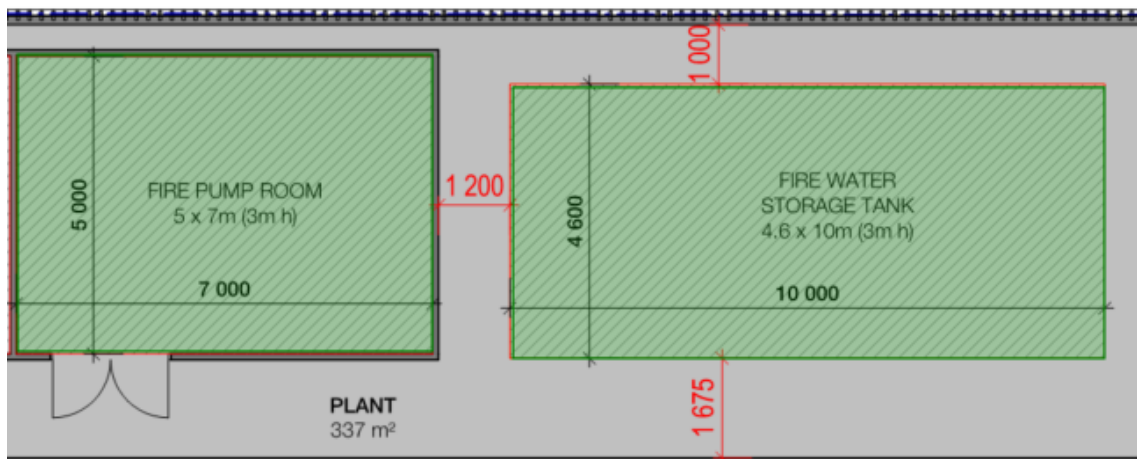 1 000
5 000
FIRE PUMP ROOM
5 x 7m (3m h)
7 000
1 200
4 600
FIRE WATER
STORAGE TANK
4.6 x 10m (3m h)
10 000
1 675
PLANT
337 m²